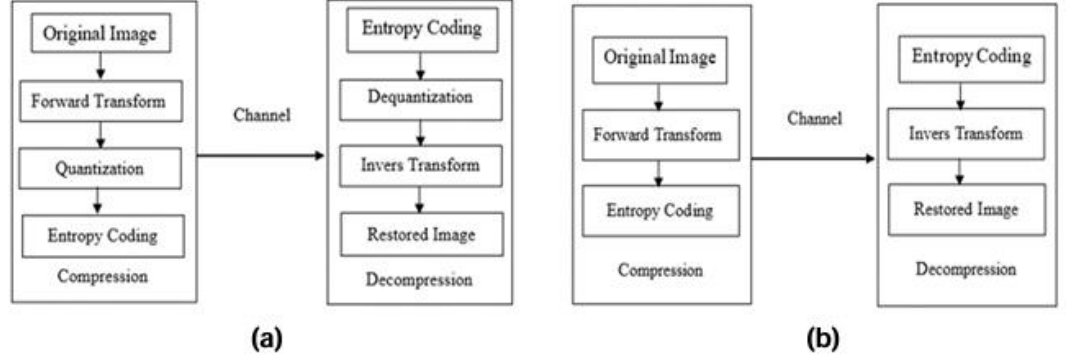 Original Image
Forward Transform
Quantization
Entropy Coding
Compression
Channel
Entropy Coding
Dequantization
Invers Transform
Restored Image
Decompression
(a)
Original Image
Forward Transform
Entropy Coding
Compression
Channel
Entropy Coding
Invers Transform
Restored Image
Decompression
(b)